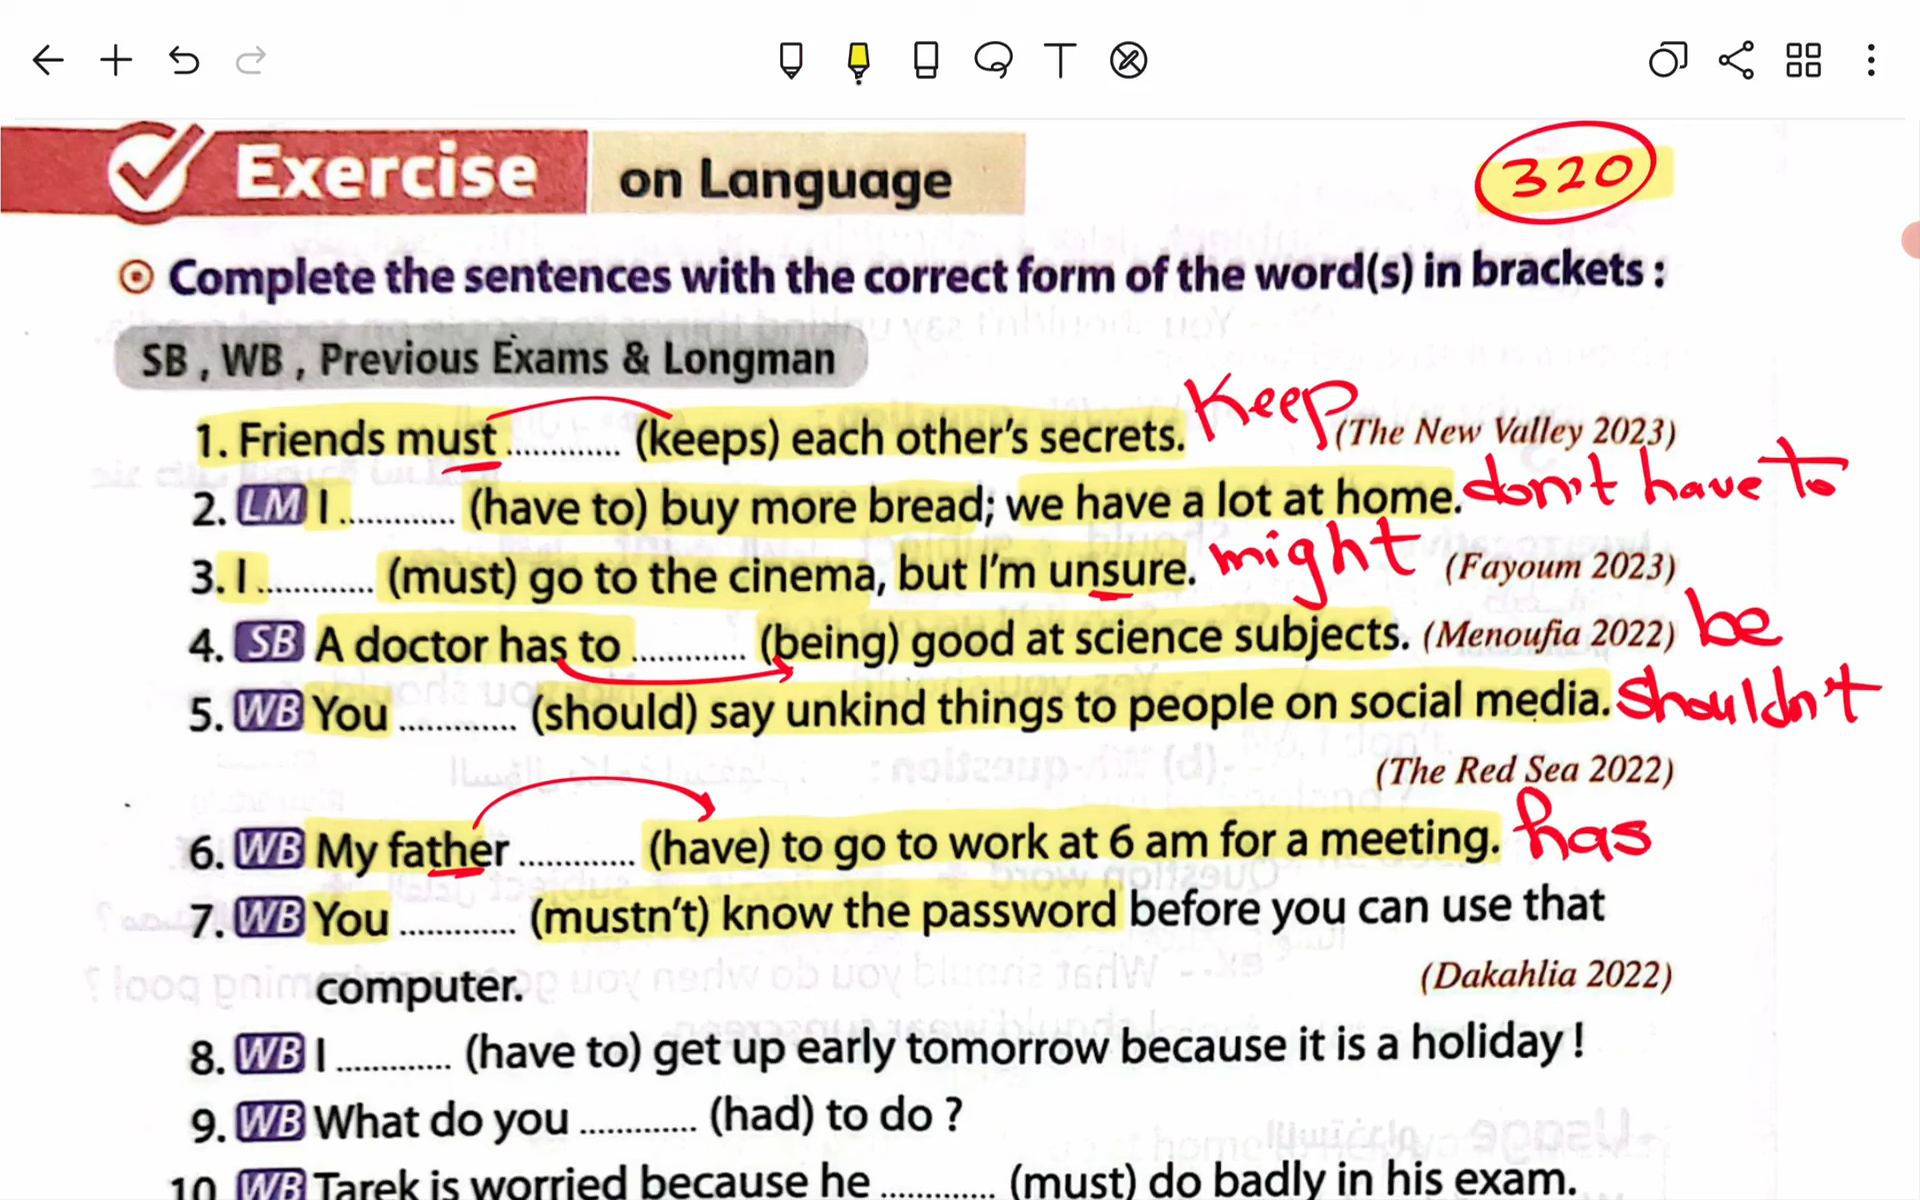 Exercise on Language 320
Complete the sentences with the correct form of the word(s) in brackets :
SB , WB , Previous Exams & Longman
1. Friends must ............ (keeps) each other's secrets. Keep (The New Valley 2023)
2. LM I ............ (have to) buy more bread; we have a lot at home. don't have to
3. I ............ (must) go to the cinema, but I'm unsure. might (Fayoum 2023)
4. SB A doctor has to ............ (being) good at science subjects. (Menoufia 2022) be
5. WB You ............ (should) say unkind things to people on social media. Shouldn't
(The Red Sea 2022)
6. WB My father ............ (have) to go to work at 6 am for a meeting. has
7. WB You ............ (mustn't) know the password before you can use that
computer. (Dakahlia 2022)
8. WB I ............ (have to) get up early tomorrow because it is a holiday !
9. WB What do you ............ (had) to do ?
10. WB Tarek is worried because he ............ (must) do badly in his exam.